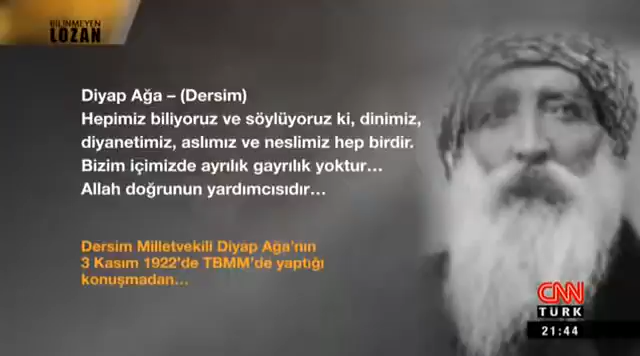 BİLİNMEYEN
LOZAN
Diyap Ağa – (Dersim)
Hepimiz biliyoruz ve söylüyoruz ki, dinimiz,
diyanetimiz, aslımız ve neslimiz hep birdir.
Bizim içimizde ayrılık gayrılık yoktur…
Allah doğrunun yardımcısıdır…
Dersim Milletvekili Diyap Ağa’nın
3 Kasım 1922’de TBMM’de yaptığı
konuşmadan…
CNN
TÜRK
21:44